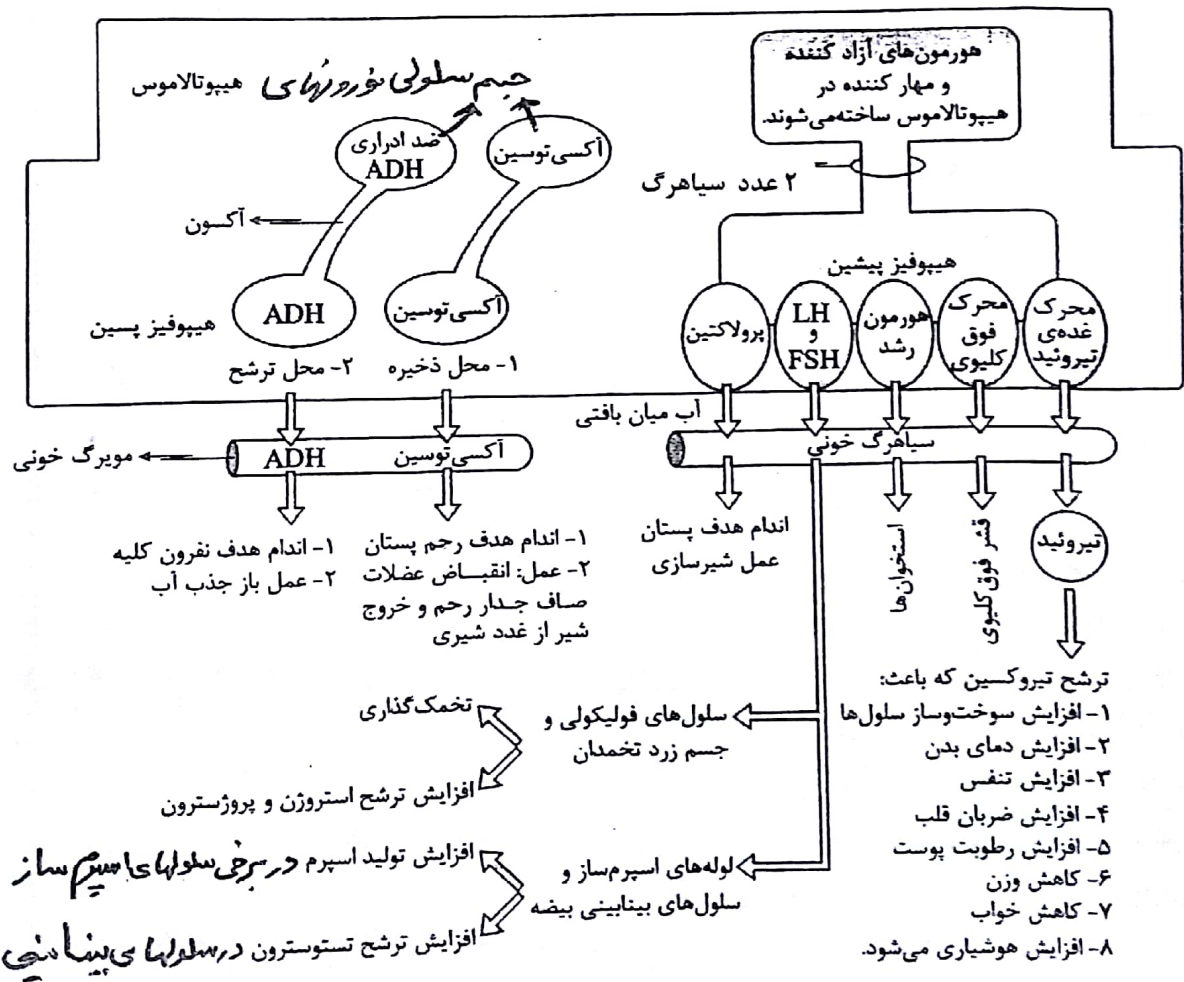 هورمون‌های آزاد کننده
و مهار کننده در
هیپوتالاموس ساخته‌می‌شوند.
جسم سلولی نورونهای هیپوتالاموس
ضد ادراری
ADH
آکسی‌توسین
۲ عدد سیاهرگ
آکسون
هیپوفیز پیشین
محرک
غده‌ی
تیروئید
محرک
فوق
کلیوی
هورمون
رشد
LH
و
FSH
پرولاکتین
آکسی‌توسین
ADH
هیپوفیز پسین
۱- محل ذخیره
۲- محل ترشح
آب میان بافتی
سیاهرگ خونی
آکسی‌توسین
ADH
مویرگ خونی
تیروئید
قشر فوق‌کلیوی
استخوان‌ها
اندام هدف پستان
عمل شیرسازی
۱- اندام هدف رحم پستان
۲- عمل: انقبـاض عضلات
صـاف جـدار رحـم و خروج
شیر از غدد شیری
۱- اندام هدف نفرون کلیه
۲- عمل باز جذب آب
ترشح تیروکسین که باعث:
۱- افزایش سوخت‌وساز سلول‌ها
۲- افزایش دمای بدن
۳- افزایش تنفس
۴- افزایش ضربان قلب
۵- افزایش رطوبت پوست
۶- کاهش وزن
۷- کاهش خواب
۸- افزایش هوشیاری می‌شود.
سلول‌های فولیکولی و
جسم زرد تخمدان
تخمک‌گذاری
افزایش ترشح استروژن و پروژسترون
لوله‌های اسپرم‌ساز و
سلول‌های بینابینی بیضه
افزایش تولید اسپرم در برخی سلولهای اسپرم ساز
افزایش ترشح تستوسترون در سلولهای بینابینی